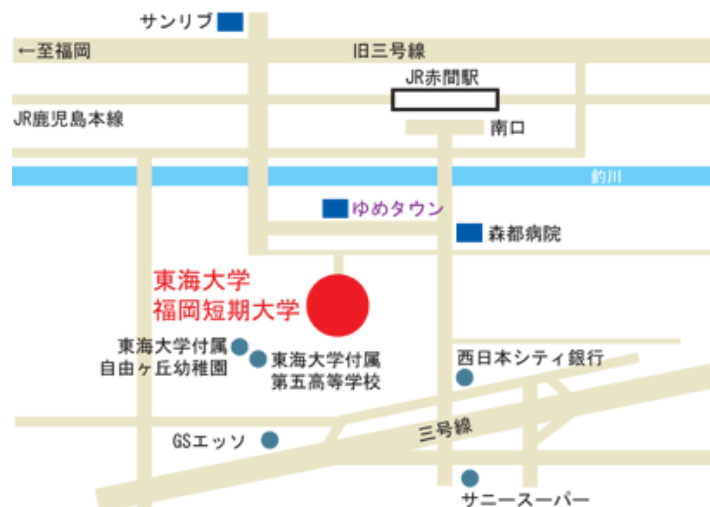 サンリブ
←至福岡
旧三号線
JR赤間駅
JR鹿児島本線
南口
釣川
ゆめタウン
森都病院
東海大学
福岡短期大学
東海大学付属
自由ヶ丘幼稚園
東海大学付属
第五高等学校
西日本シティ銀行
三号線
GSエッソ
サニースーパー